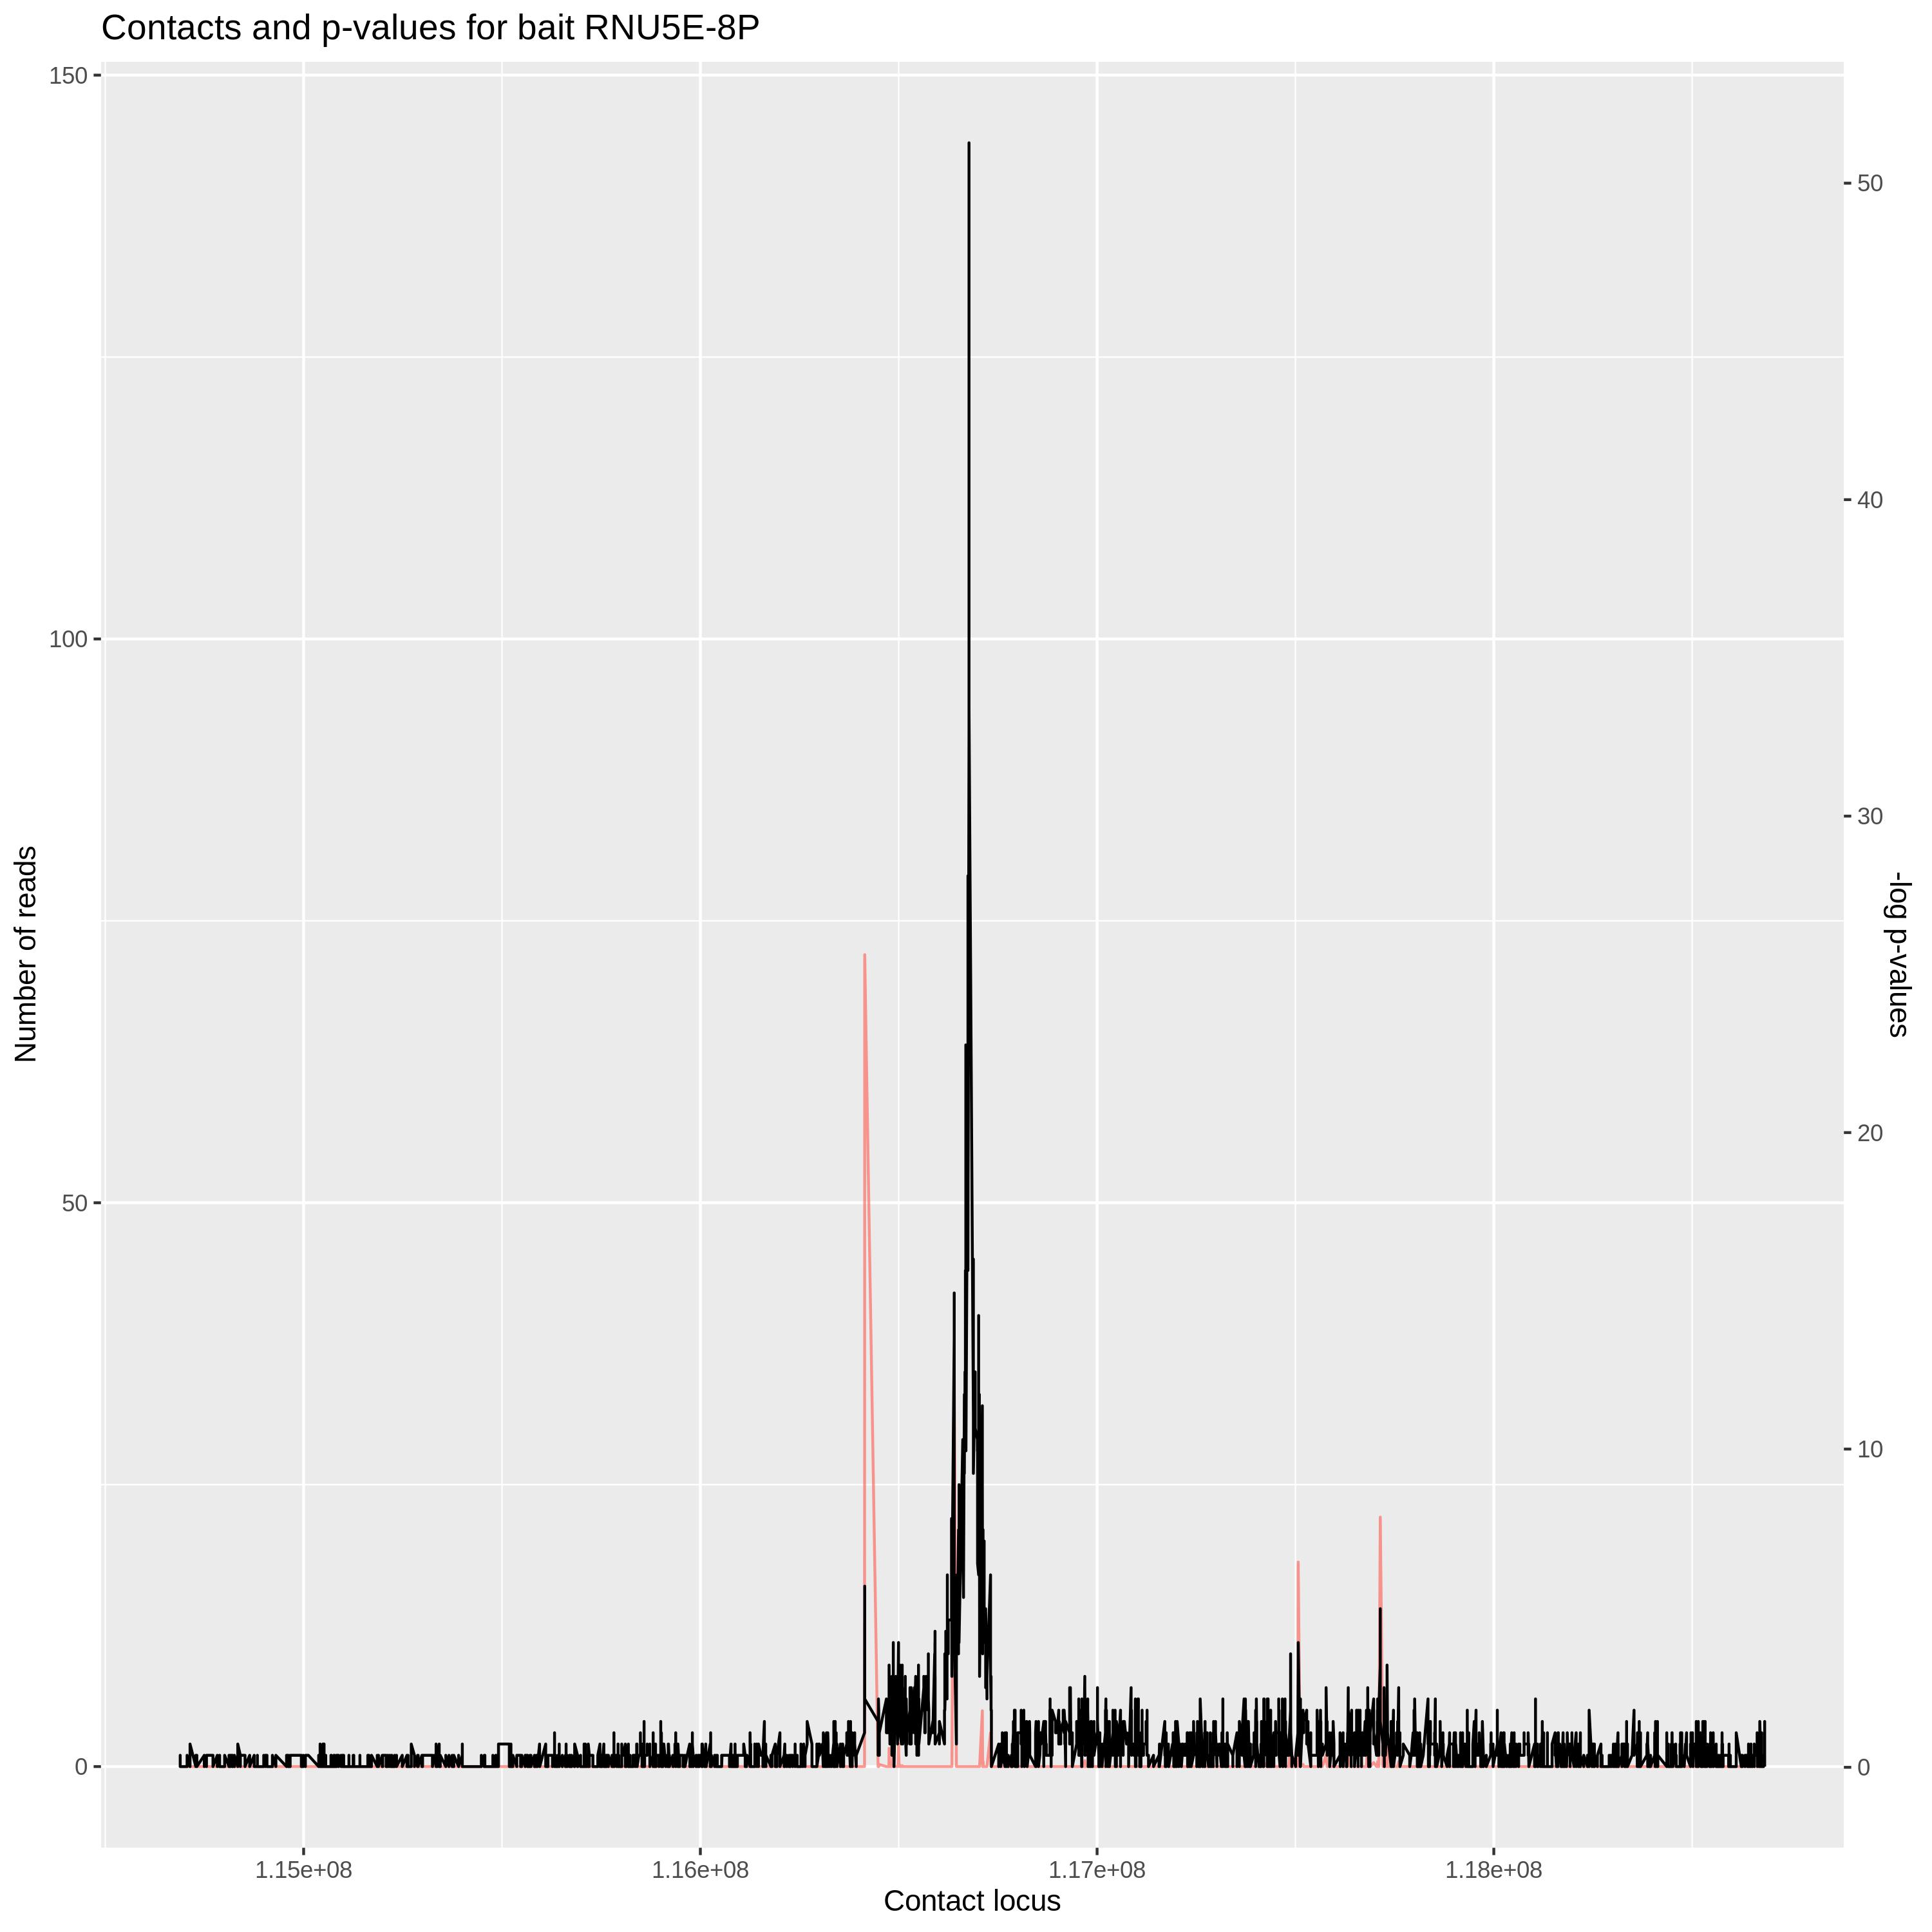 Contacts and p-values for bait RNU5E-8P
150
100
50
0
Number of reads
50
40
30
20
10
0
-log p-values
1.15e+08
1.16e+08
1.17e+08
1.18e+08
Contact locus